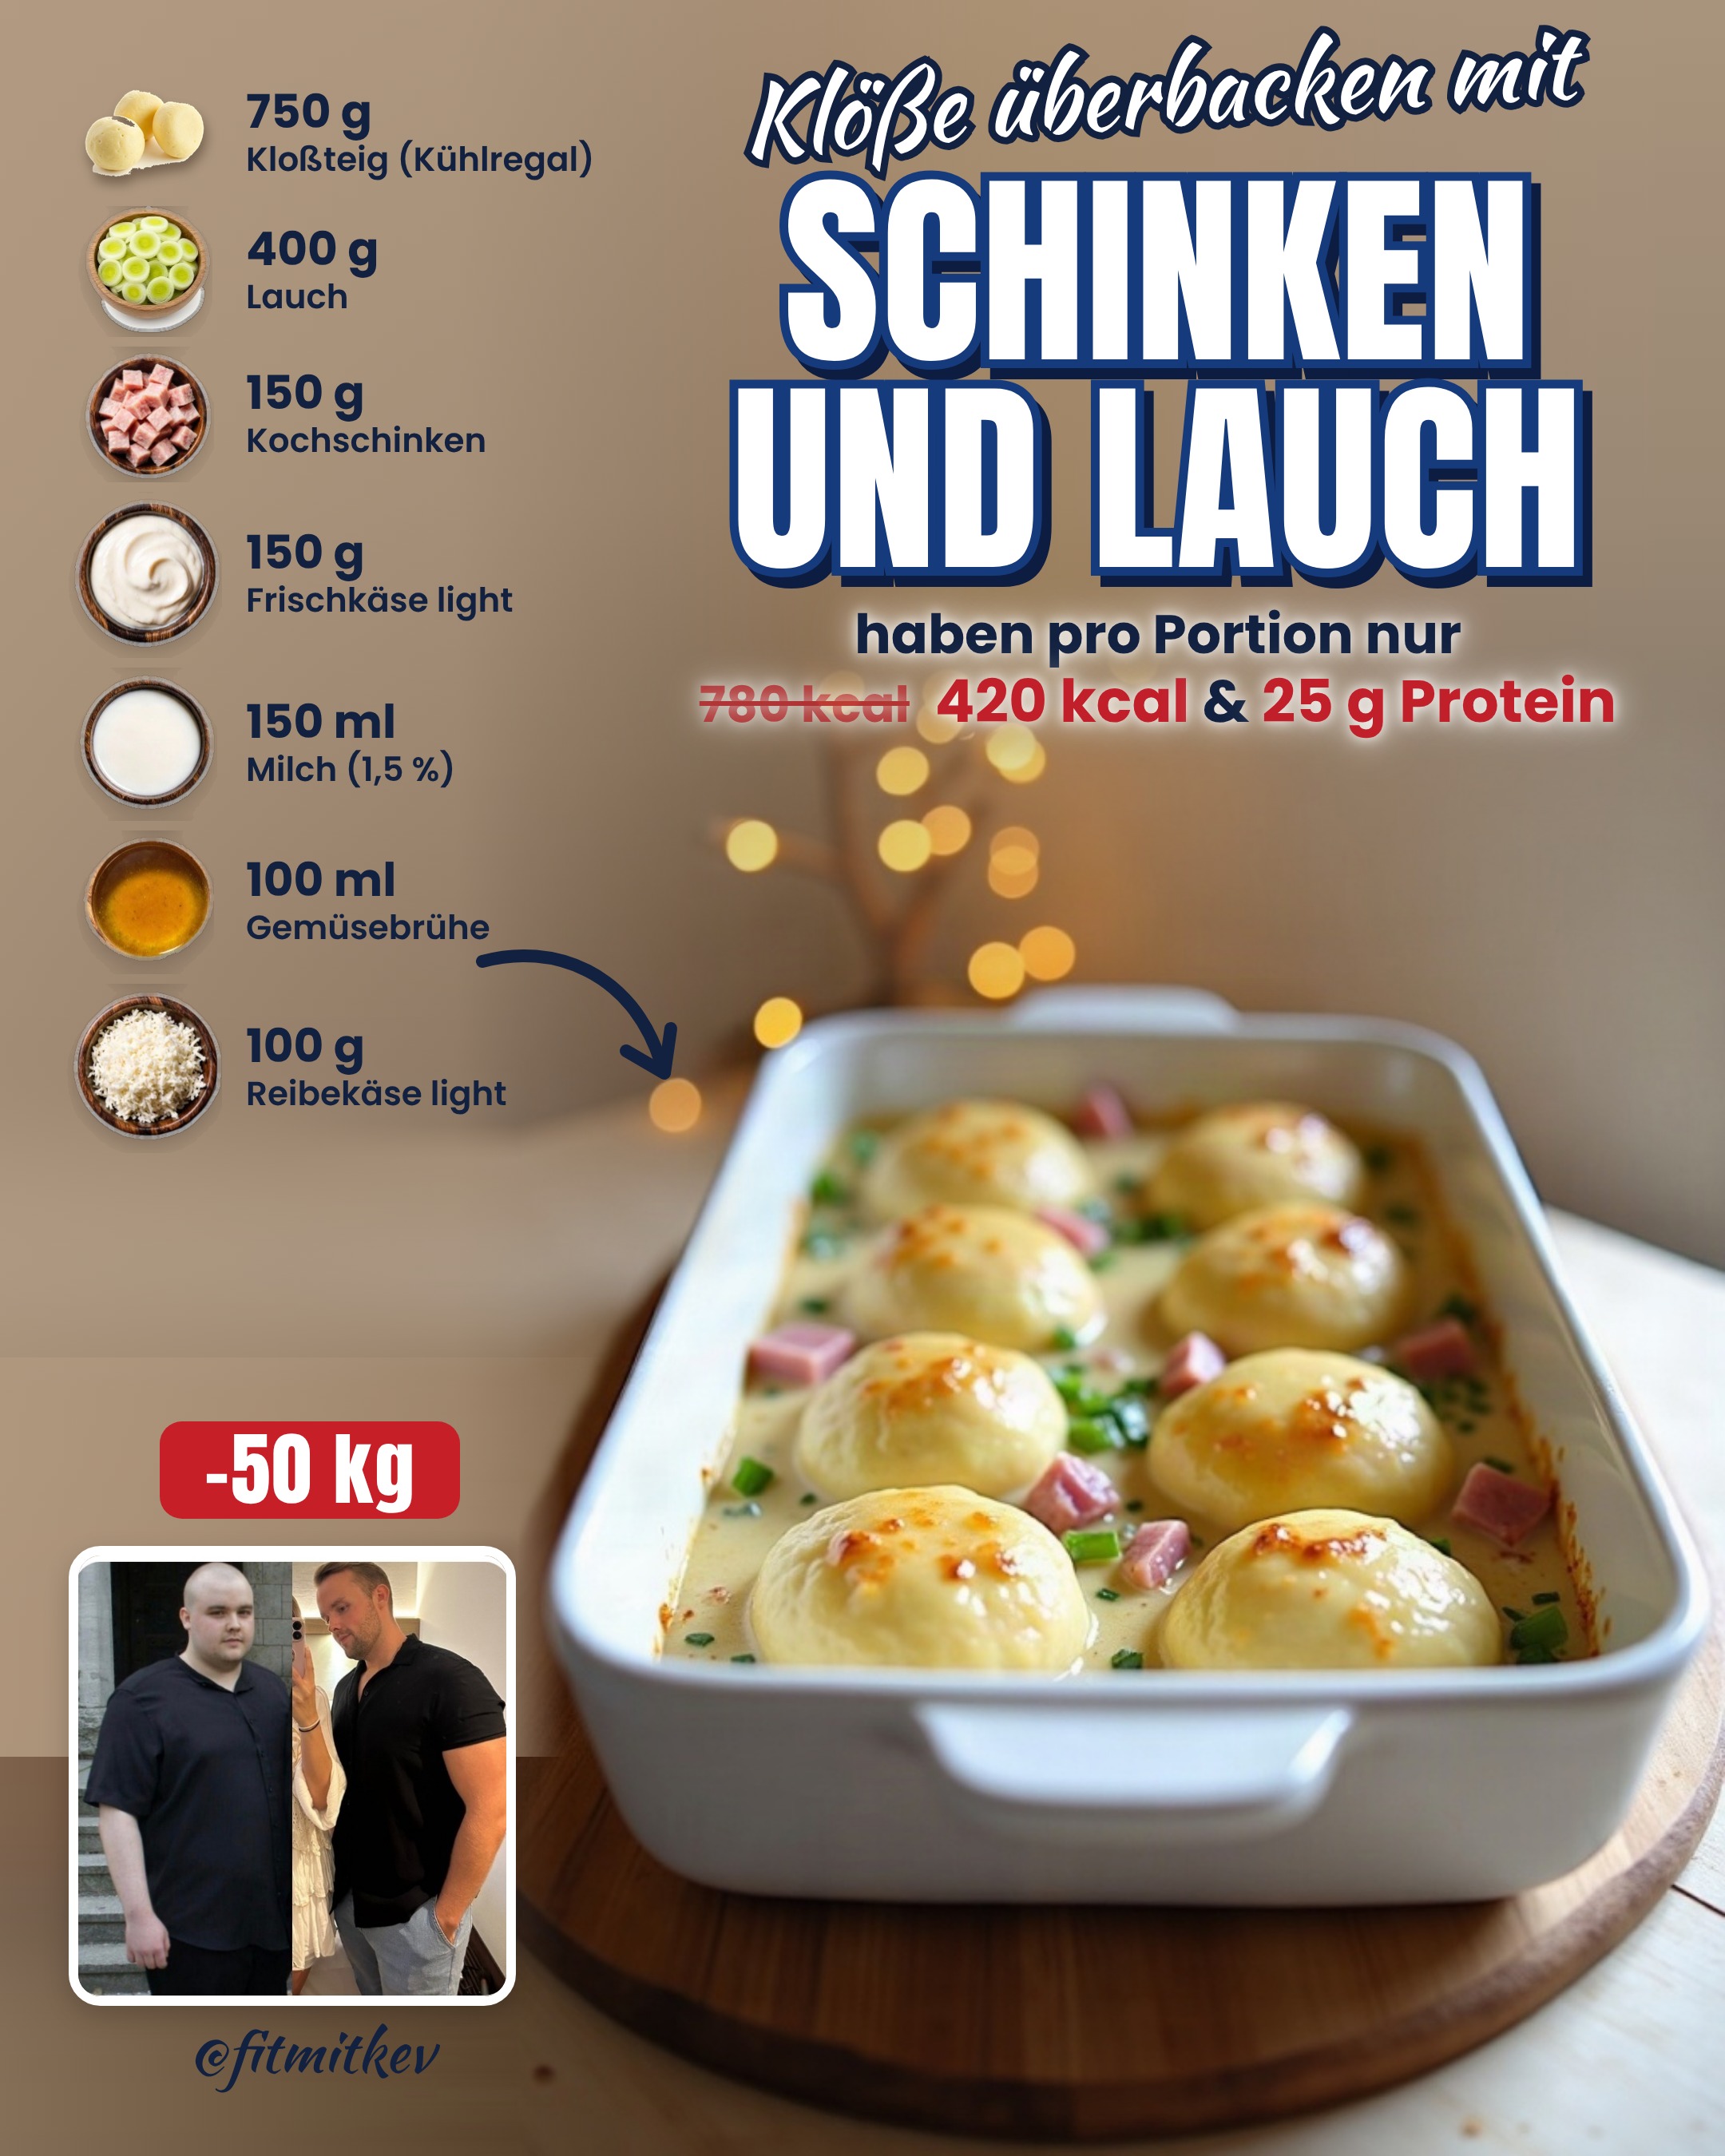 Klöße überbacken mit
SCHINKEN
UND LAUCH
haben pro Portion nur
780 kcal 420 kcal & 25 g Protein
750 g
Kloßteig (Kühlregal)
400 g
Lauch
150 g
Kochschinken
150 g
Frischkäse light
150 ml
Milch (1,5 %)
100 ml
Gemüsebrühe
100 g
Reibekäse light
-50 kg
@fitmitkev